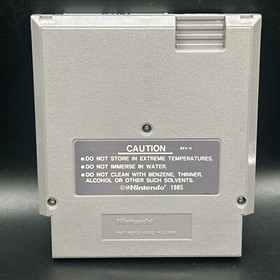 CAUTION
REV-A
●DO NOT STORE IN EXTREME TEMPERATURES.
●DO NOT IMMERSE IN WATER.
●DO NOT CLEAN WITH BENZENE, THINNER,
ALCOHOL OR OTHER SUCH SOLVENTS.
©®Nintendo 1985
Nintendo